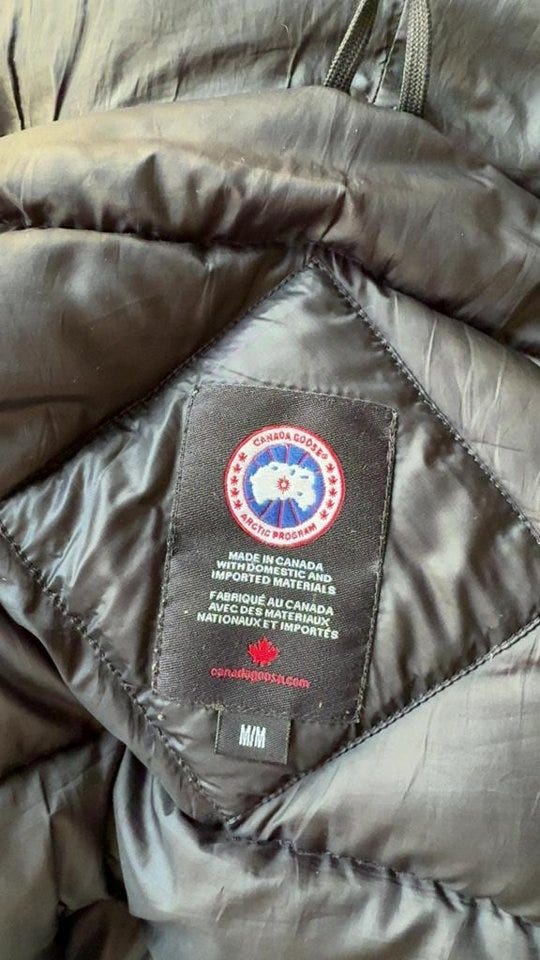 CANADA GOOSE®
ARCTIC PROGRAM
MADE IN CANADA
WITH DOMESTIC AND
IMPORTED MATERIALS
FABRIQUÉ AU CANADA
AVEC DES MATERIAUX
NATIONAUX ET IMPORTÉS
canadagoose.com
M/M